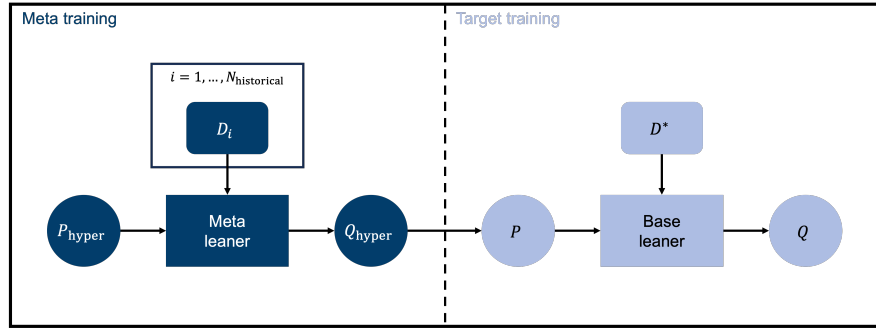 Meta training
Target training
i = 1, …, N_historical
D_i
D*
P_hyper
Meta
leaner
Q_hyper
P
Base
leaner
Q